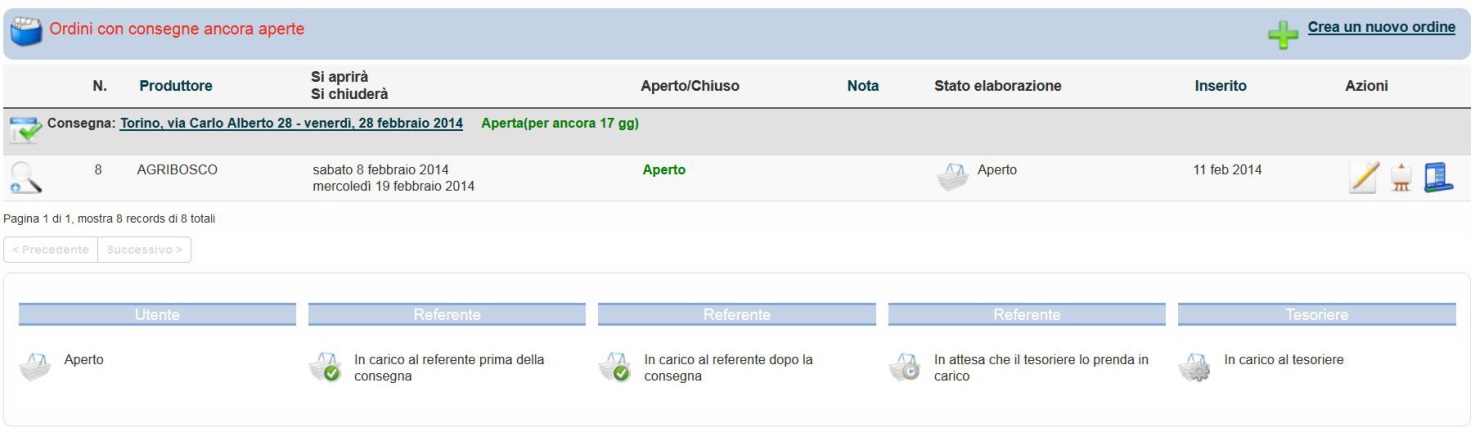 Ordini con consegne ancora aperte
Crea un nuovo ordine
N. Produttore Si aprirà Aperto/Chiuso Nota Stato elaborazione Inserito Azioni
Si chiuderà
Consegna: Torino, via Carlo Alberto 28 - venerdì, 28 febbraio 2014 Aperta(per ancora 17 gg)
8 AGRIBOSCO sabato 8 febbraio 2014 Aperto Aperto 11 feb 2014
mercoledì 19 febbraio 2014
Pagina 1 di 1, mostra 8 records di 8 totali
< Precedente Successivo >
Utente Referente Referente Referente Tesoriere
Aperto In carico al referente prima della In carico al referente dopo la In attesa che il tesoriere lo prenda in In carico al tesoriere
consegna consegna carico